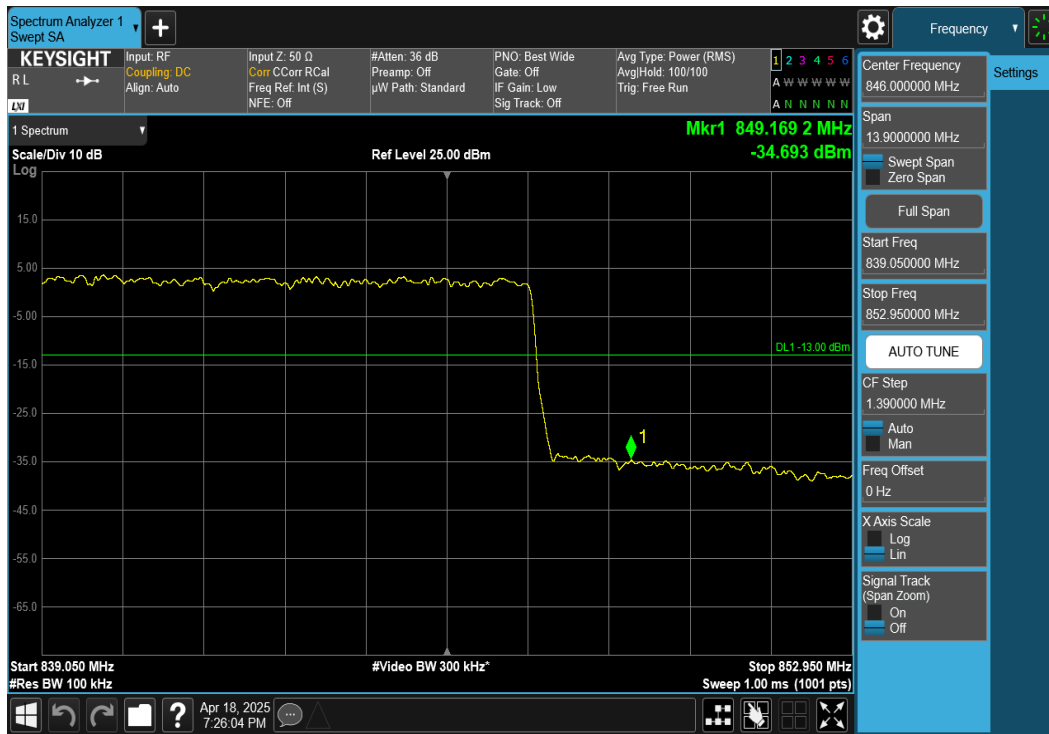 Spectrum Analyzer 1
Swept SA
Frequency
KEYSIGHT
R L
LXI
Input: RF
Coupling: DC
Align: Auto
Input Z: 50 Ω
Corr CCorr RCal
Freq Ref: Int (S)
NFE: Off
#Atten: 36 dB
Preamp: Off
µW Path: Standard
PNO: Best Wide
Gate: Off
IF Gain: Low
Sig Track: Off
Avg Type: Power (RMS)
Avg|Hold: 100/100
Trig: Free Run
1 2 3 4 5 6
A W W W W W
A N N N N N
1 Spectrum
Mkr1 849.169 2 MHz
-34.693 dBm
Scale/Div 10 dB
Ref Level 25.00 dBm
Log
15.0
5.00
-5.00
DL1 -13.00 dBm
-15.0
-25.0
1
-35.0
-45.0
-55.0
-65.0
Start 839.050 MHz
#Video BW 300 kHz*
Stop 852.950 MHz
#Res BW 100 kHz
Sweep 1.00 ms (1001 pts)
Center Frequency
846.000000 MHz
Settings
Span
13.9000000 MHz
Swept Span
Zero Span
Full Span
Start Freq
839.050000 MHz
Stop Freq
852.950000 MHz
AUTO TUNE
CF Step
1.390000 MHz
Auto
Man
Freq Offset
0 Hz
X Axis Scale
Log
Lin
Signal Track
(Span Zoom)
On
Off
?
Apr 18, 2025
7:26:04 PM